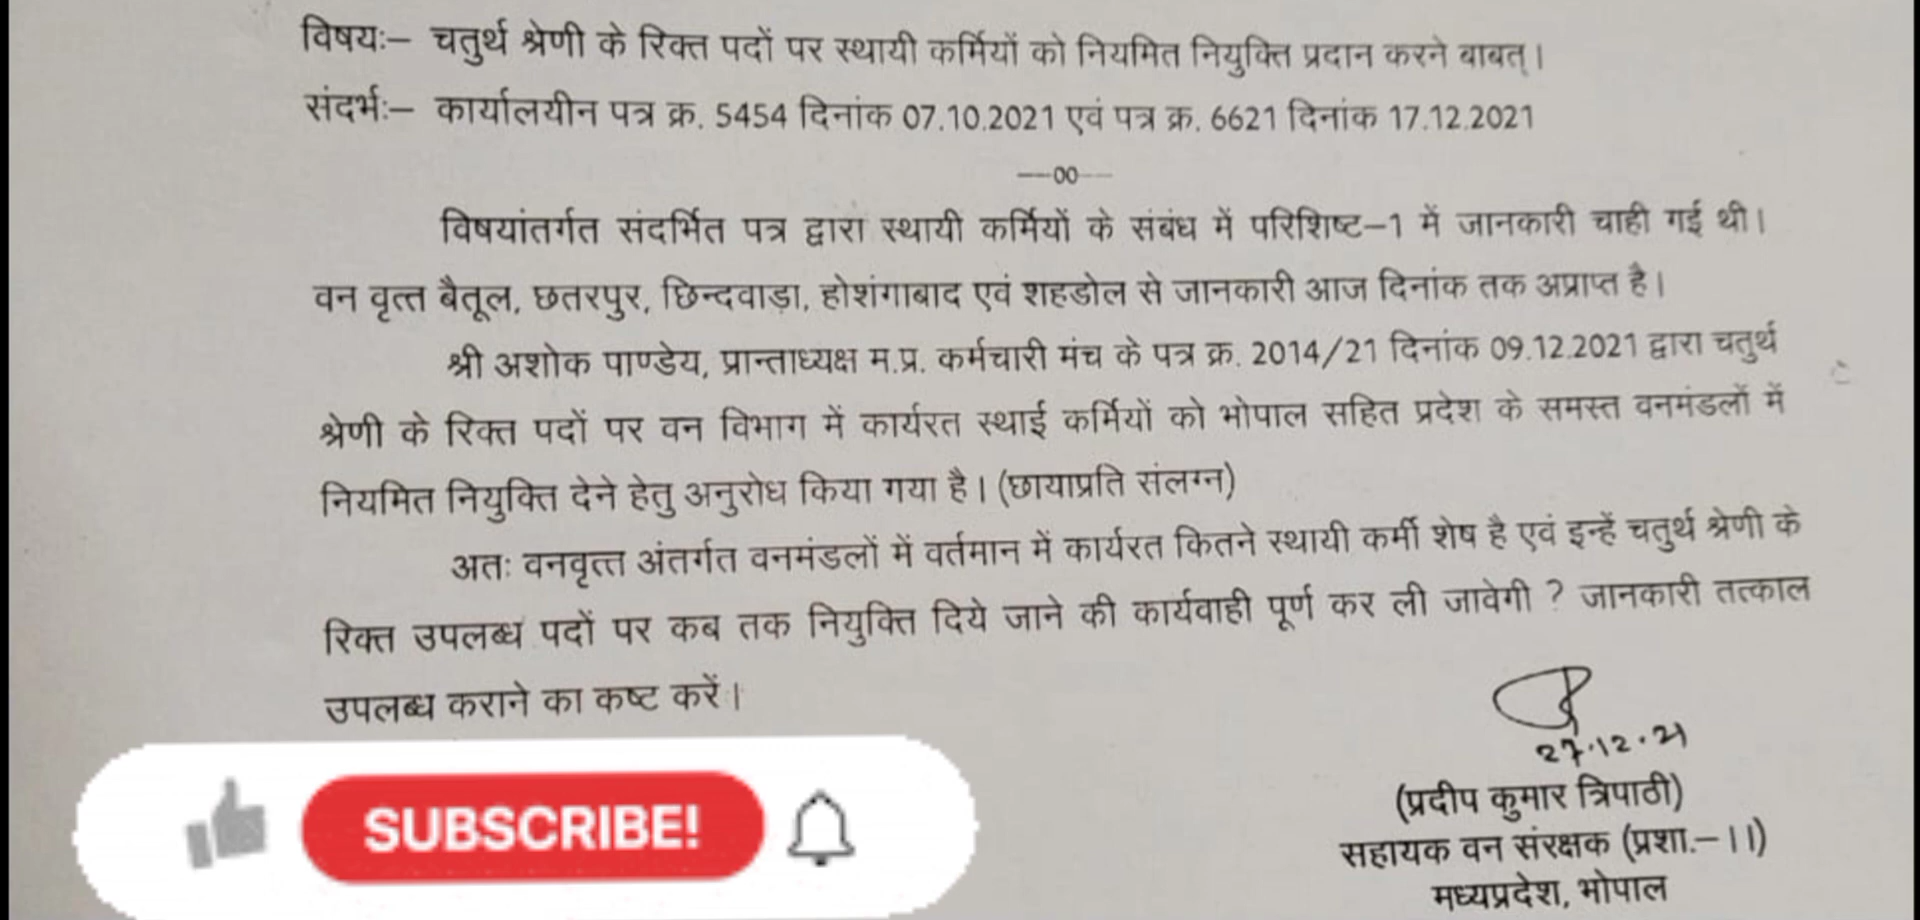 विषयः– चतुर्थ श्रेणी के रिक्त पदों पर स्थायी कर्मियों को नियमित नियुक्ति प्रदान करने बाबत्।
संदर्भः– कार्यालयीन पत्र क्र. 5454 दिनांक 07.10.2021 एवं पत्र क्र. 6621 दिनांक 17.12.2021
—00—
विषयांतर्गत संदर्भित पत्र द्वारा स्थायी कर्मियों के संबंध में परिशिष्ट–1 में जानकारी चाही गई थी।
वन वृत्त बैतूल, छतरपुर, छिन्दवाड़ा, होशंगाबाद एवं शहडोल से जानकारी आज दिनांक तक अप्राप्त है।
श्री अशोक पाण्डेय, प्रान्ताध्यक्ष म.प्र. कर्मचारी मंच के पत्र क्र. 2014/21 दिनांक 09.12.2021 द्वारा चतुर्थ
श्रेणी के रिक्त पदों पर वन विभाग में कार्यरत स्थाई कर्मियों को भोपाल सहित प्रदेश के समस्त वनमंडलों में
नियमित नियुक्ति देने हेतु अनुरोध किया गया है। (छायाप्रति संलग्न)
अतः वनवृत्त अंतर्गत वनमंडलों में वर्तमान में कार्यरत कितने स्थायी कर्मी शेष है एवं इन्हें चतुर्थ श्रेणी के
रिक्त उपलब्ध पदों पर कब तक नियुक्ति दिये जाने की कार्यवाही पूर्ण कर ली जावेगी ? जानकारी तत्काल
उपलब्ध कराने का कष्ट करें।
27.12.21
(प्रदीप कुमार त्रिपाठी)
सहायक वन संरक्षक (प्रशा.–।।)
मध्यप्रदेश, भोपाल
SUBSCRIBE!